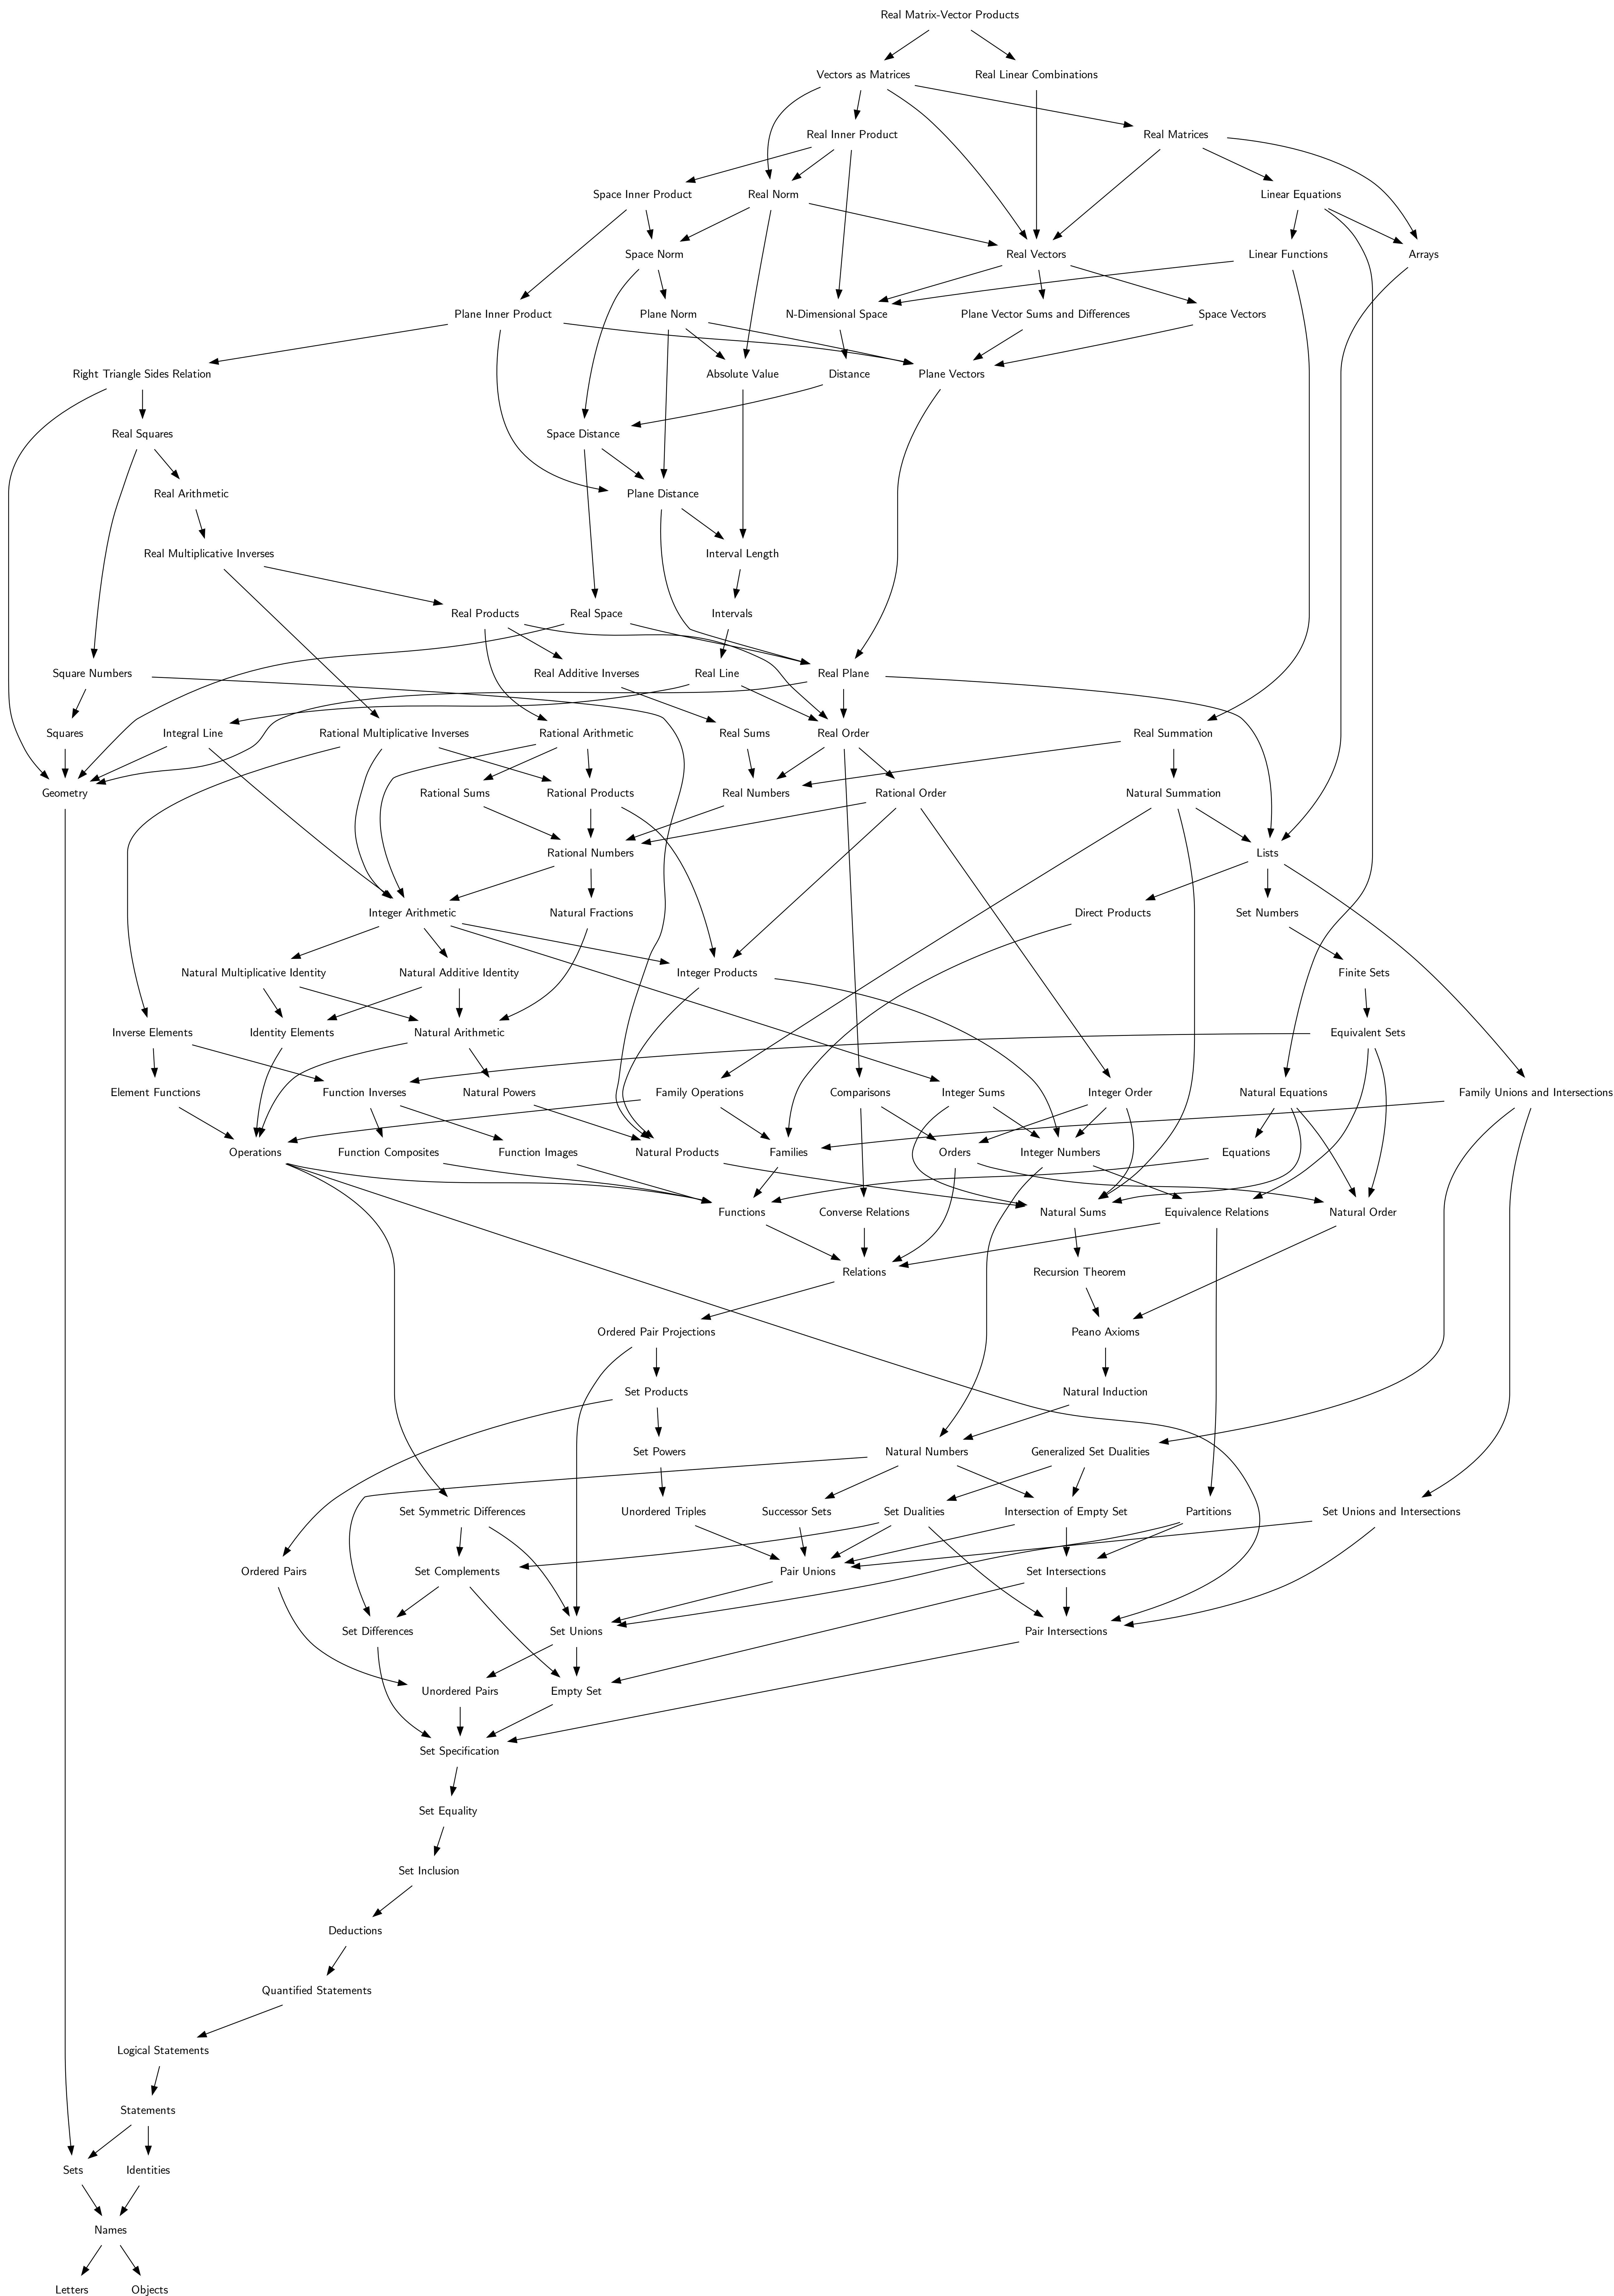 Real Matrix-Vector Products
Vectors as Matrices
Real Linear Combinations
Real Inner Product
Real Matrices
Space Inner Product
Real Norm
Linear Equations
Space Norm
Real Vectors
Linear Functions
Arrays
Plane Inner Product
Plane Norm
N-Dimensional Space
Plane Vector Sums and Differences
Space Vectors
Right Triangle Sides Relation
Absolute Value
Distance
Plane Vectors
Real Squares
Space Distance
Real Arithmetic
Plane Distance
Real Multiplicative Inverses
Interval Length
Real Products
Real Space
Intervals
Square Numbers
Real Additive Inverses
Real Line
Real Plane
Squares
Integral Line
Rational Multiplicative Inverses
Rational Arithmetic
Real Sums
Real Order
Real Summation
Geometry
Rational Sums
Rational Products
Real Numbers
Rational Order
Natural Summation
Rational Numbers
Lists
Integer Arithmetic
Natural Fractions
Direct Products
Set Numbers
Natural Multiplicative Identity
Natural Additive Identity
Integer Products
Finite Sets
Inverse Elements
Identity Elements
Natural Arithmetic
Equivalent Sets
Element Functions
Function Inverses
Natural Powers
Family Operations
Comparisons
Integer Sums
Integer Order
Natural Equations
Family Unions and Intersections
Operations
Function Composites
Function Images
Natural Products
Families
Orders
Integer Numbers
Equations
Functions
Converse Relations
Natural Sums
Equivalence Relations
Natural Order
Relations
Recursion Theorem
Ordered Pair Projections
Peano Axioms
Set Products
Natural Induction
Set Powers
Natural Numbers
Generalized Set Dualities
Set Symmetric Differences
Unordered Triples
Successor Sets
Set Dualities
Intersection of Empty Set
Partitions
Set Unions and Intersections
Ordered Pairs
Set Complements
Pair Unions
Set Intersections
Set Differences
Set Unions
Pair Intersections
Unordered Pairs
Empty Set
Set Specification
Set Equality
Set Inclusion
Deductions
Quantified Statements
Logical Statements
Statements
Sets
Identities
Names
Letters
Objects